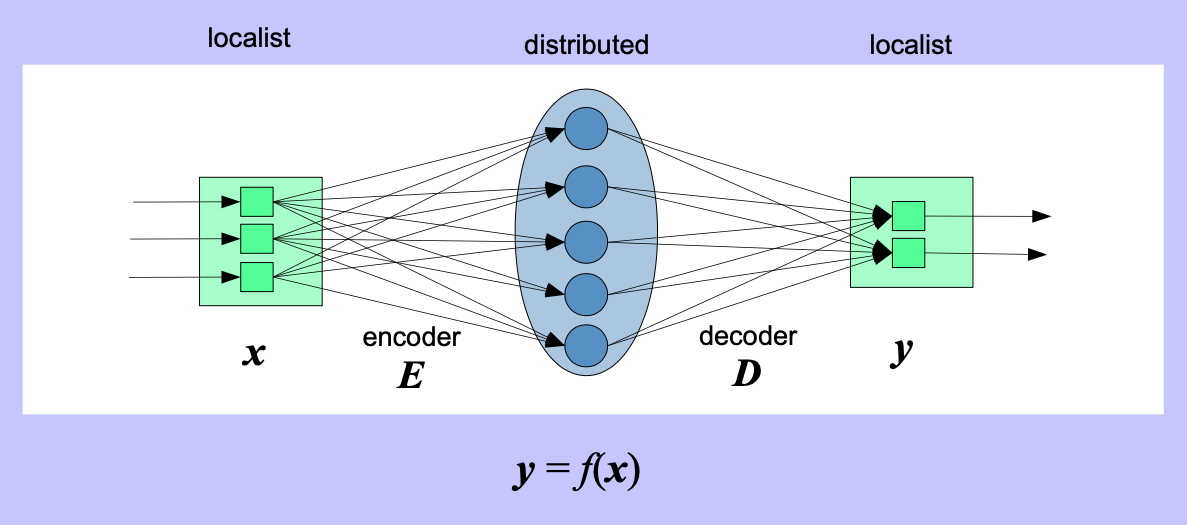 localist
distributed
localist
encoder
decoder
x
E
D
y
y = f(x)